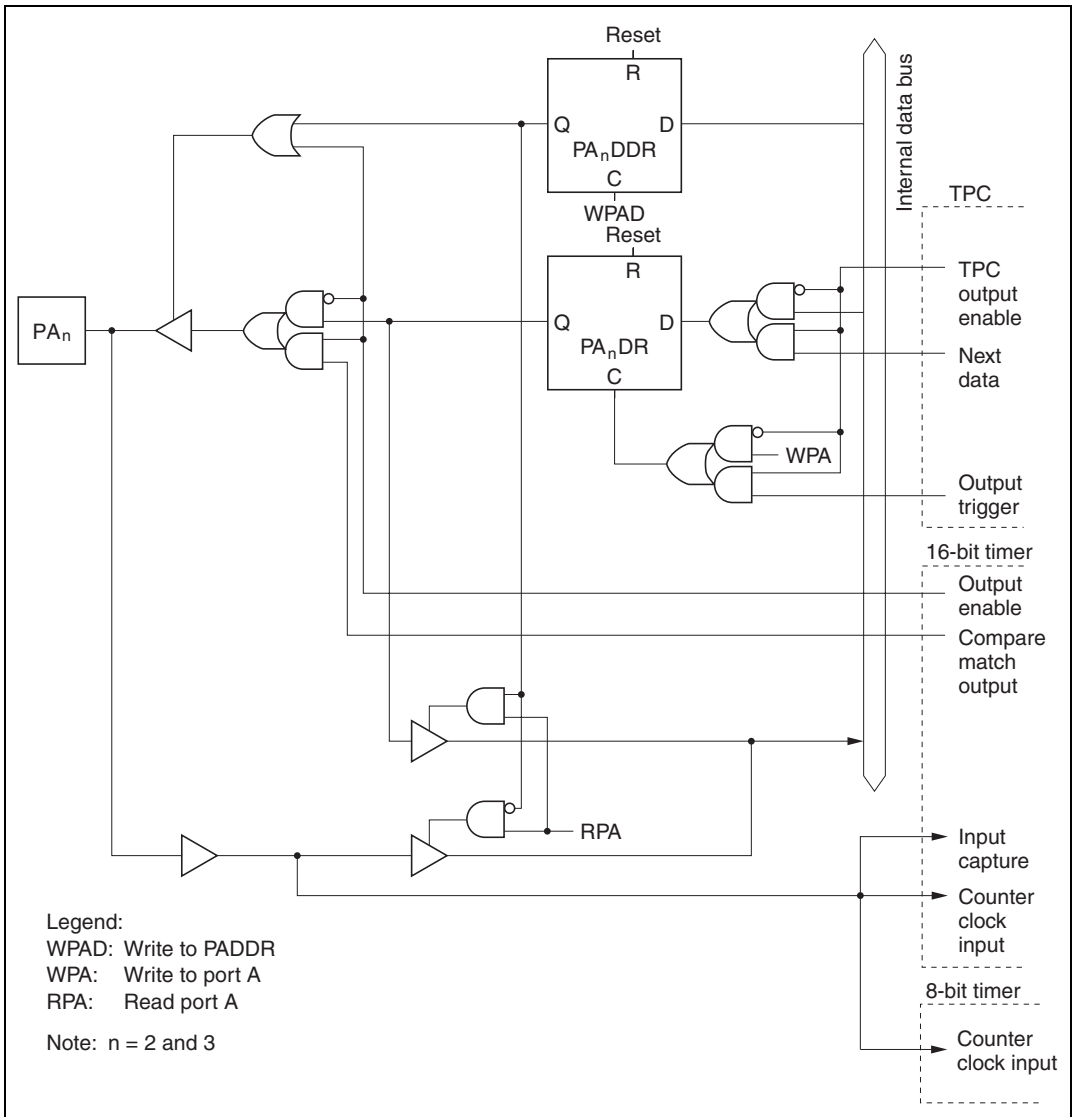 Reset
R
Q
D
PAnDDR
C
WPAD
Internal data bus
TPC
Reset
R
Q
D
PAnDR
C
PAn
TPC
output
enable
Next
data
WPA
Output
trigger
16-bit timer
Output
enable
Compare
match
output
RPA
Input
capture
Counter
clock
input
8-bit timer
Counter
clock input
Legend:
WPAD: Write to PADDR
WPA: Write to port A
RPA: Read port A
Note: n = 2 and 3